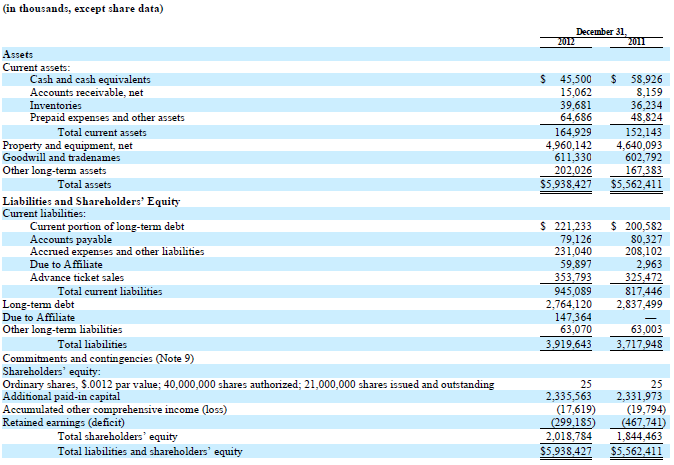 (in thousands, except share data)
December 31,
2012 2011
Assets
Current assets:
Cash and cash equivalents $ 45,500 $ 58,926
Accounts receivable, net 15,062 8,159
Inventories 39,681 36,234
Prepaid expenses and other assets 64,686 48,824
Total current assets 164,929 152,143
Property and equipment, net 4,960,142 4,640,093
Goodwill and tradenames 611,330 602,792
Other long-term assets 202,026 167,383
Total assets $5,938,427 $5,562,411
Liabilities and Shareholders' Equity
Current liabilities:
Current portion of long-term debt $ 221,233 $ 200,582
Accounts payable 79,126 80,327
Accrued expenses and other liabilities 231,040 208,102
Due to Affiliate 59,897 2,963
Advance ticket sales 353,793 325,472
Total current liabilities 945,089 817,446
Long-term debt 2,764,120 2,837,499
Due to Affiliate 147,364 —
Other long-term liabilities 63,070 63,003
Total liabilities 3,919,643 3,717,948
Commitments and contingencies (Note 9)
Shareholders' equity:
Ordinary shares, $.0012 par value; 40,000,000 shares authorized; 21,000,000 shares issued and outstanding 25 25
Additional paid-in capital 2,335,563 2,331,973
Accumulated other comprehensive income (loss) (17,619) (19,794)
Retained earnings (deficit) (299,185) (467,741)
Total shareholders' equity 2,018,784 1,844,463
Total liabilities and shareholders' equity $5,938,427 $5,562,411